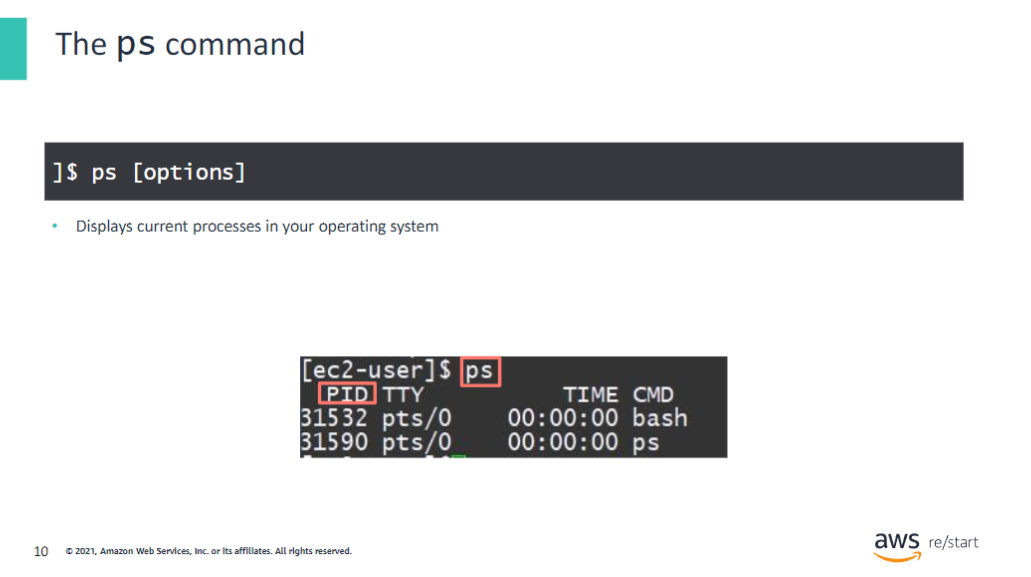 The ps command
]$ ps [options]
• Displays current processes in your operating system
[ec2-user]$ ps
PID TTY TIME CMD
31532 pts/0 00:00:00 bash
31590 pts/0 00:00:00 ps
10 © 2021, Amazon Web Services, Inc. or its affiliates. All rights reserved.
aws re/start